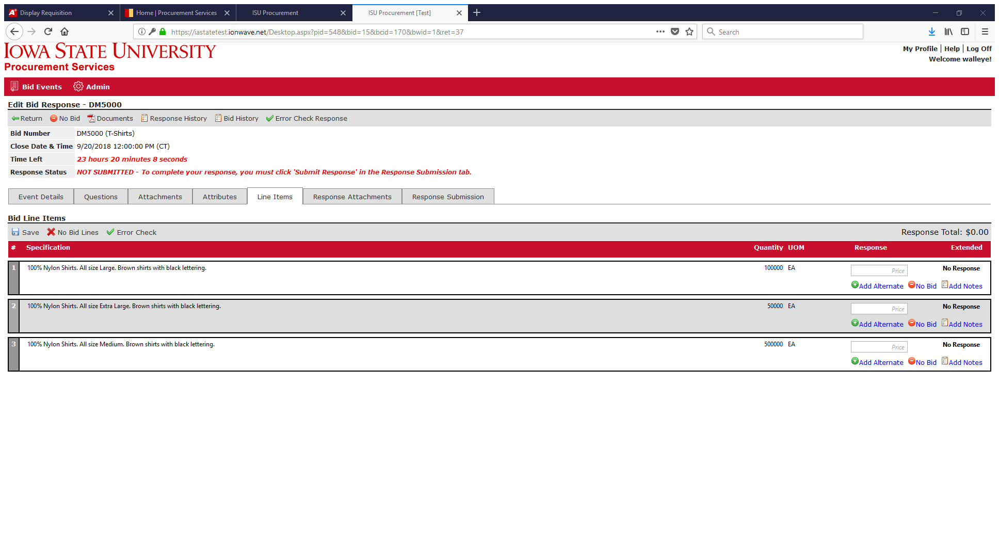 Display Requisition
Home | Procurement Services
ISU Procurement
ISU Procurement [Test]
https://iastatetest.ionwave.net/Desktop.aspx?pid=548&bid=15&bcid=170&bwid=1&ret=37
Search
IOWA STATE UNIVERSITY
Procurement Services
My Profile | Help | Log Off
Welcome walleye!
Bid Events
Admin
Edit Bid Response - DM5000
Return No Bid Documents Response History Bid History Error Check Response
Bid Number DM5000 (T-Shirts)
Close Date & Time 9/20/2018 12:00:00 PM (CT)
Time Left 23 hours 20 minutes 8 seconds
Response Status NOT SUBMITTED - To complete your response, you must click 'Submit Response' in the Response Submission tab.
Event Details Questions Attachments Attributes Line Items Response Attachments Response Submission
Bid Line Items
Save No Bid Lines Error Check Response Total: $0.00
# Specification Quantity UOM Response Extended
1 100% Nylon Shirts. All size Large. Brown shirts with black lettering. 100000 EA Price No Response
Add Alternate No Bid Add Notes
2 100% Nylon Shirts. All size Extra Large. Brown shirts with black lettering. 50000 EA Price No Response
Add Alternate No Bid Add Notes
3 100% Nylon Shirts. All size Medium. Brown shirts with black lettering. 500000 EA Price No Response
Add Alternate No Bid Add Notes